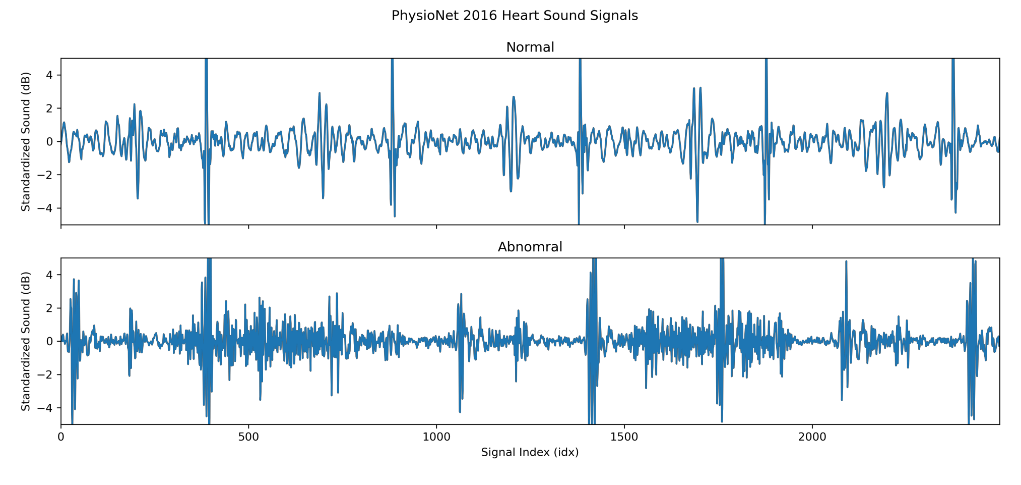 PhysioNet 2016 Heart Sound Signals
Normal
4
2
0
−2
−4
Standardized Sound (dB)
Abnomral
4
2
0
−2
−4
Standardized Sound (dB)
0 500 1000 1500 2000
Signal Index (idx)